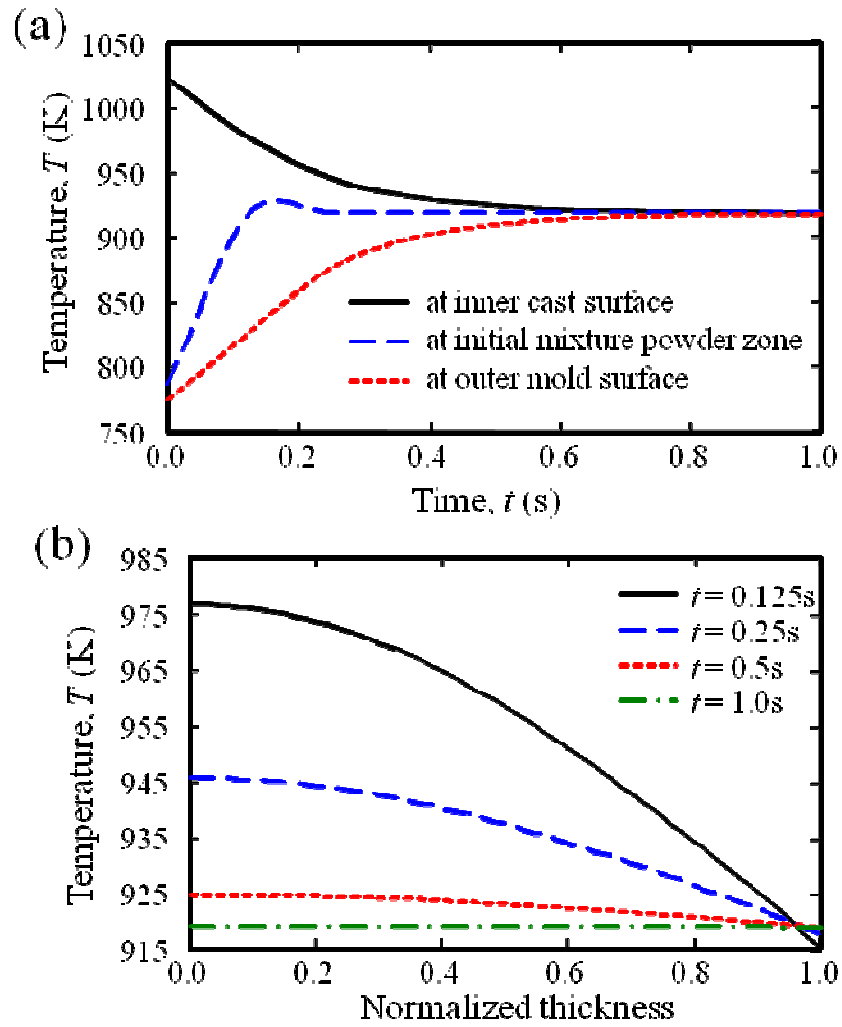 (a)
1050
1000
950
900
850
800
750
Temperature, T (K)
at inner cast surface
at initial mixture powder zone
at outer mold surface
0.0 0.2 0.4 0.6 0.8 1.0
Time, t (s)
(b)
985
975
965
955
945
935
925
915
Temperature, T (K)
t = 0.125s
t = 0.25s
t = 0.5s
t = 1.0s
0.0 0.2 0.4 0.6 0.8 1.0
Normalized thickness